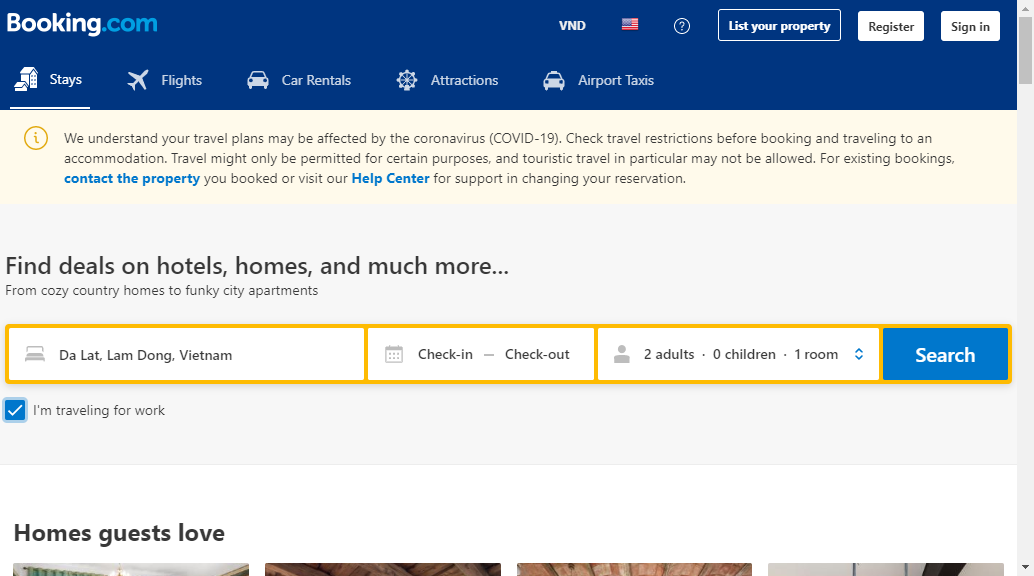 Booking.com
VND
List your property
Register
Sign in
Stays
Flights
Car Rentals
Attractions
Airport Taxis
We understand your travel plans may be affected by the coronavirus (COVID-19). Check travel restrictions before booking and traveling to an
accommodation. Travel might only be permitted for certain purposes, and touristic travel in particular may not be allowed. For existing bookings,
contact the property you booked or visit our Help Center for support in changing your reservation.
Find deals on hotels, homes, and much more...
From cozy country homes to funky city apartments
Da Lat, Lam Dong, Vietnam
Check-in — Check-out
2 adults · 0 children · 1 room
Search
I'm traveling for work
Homes guests love